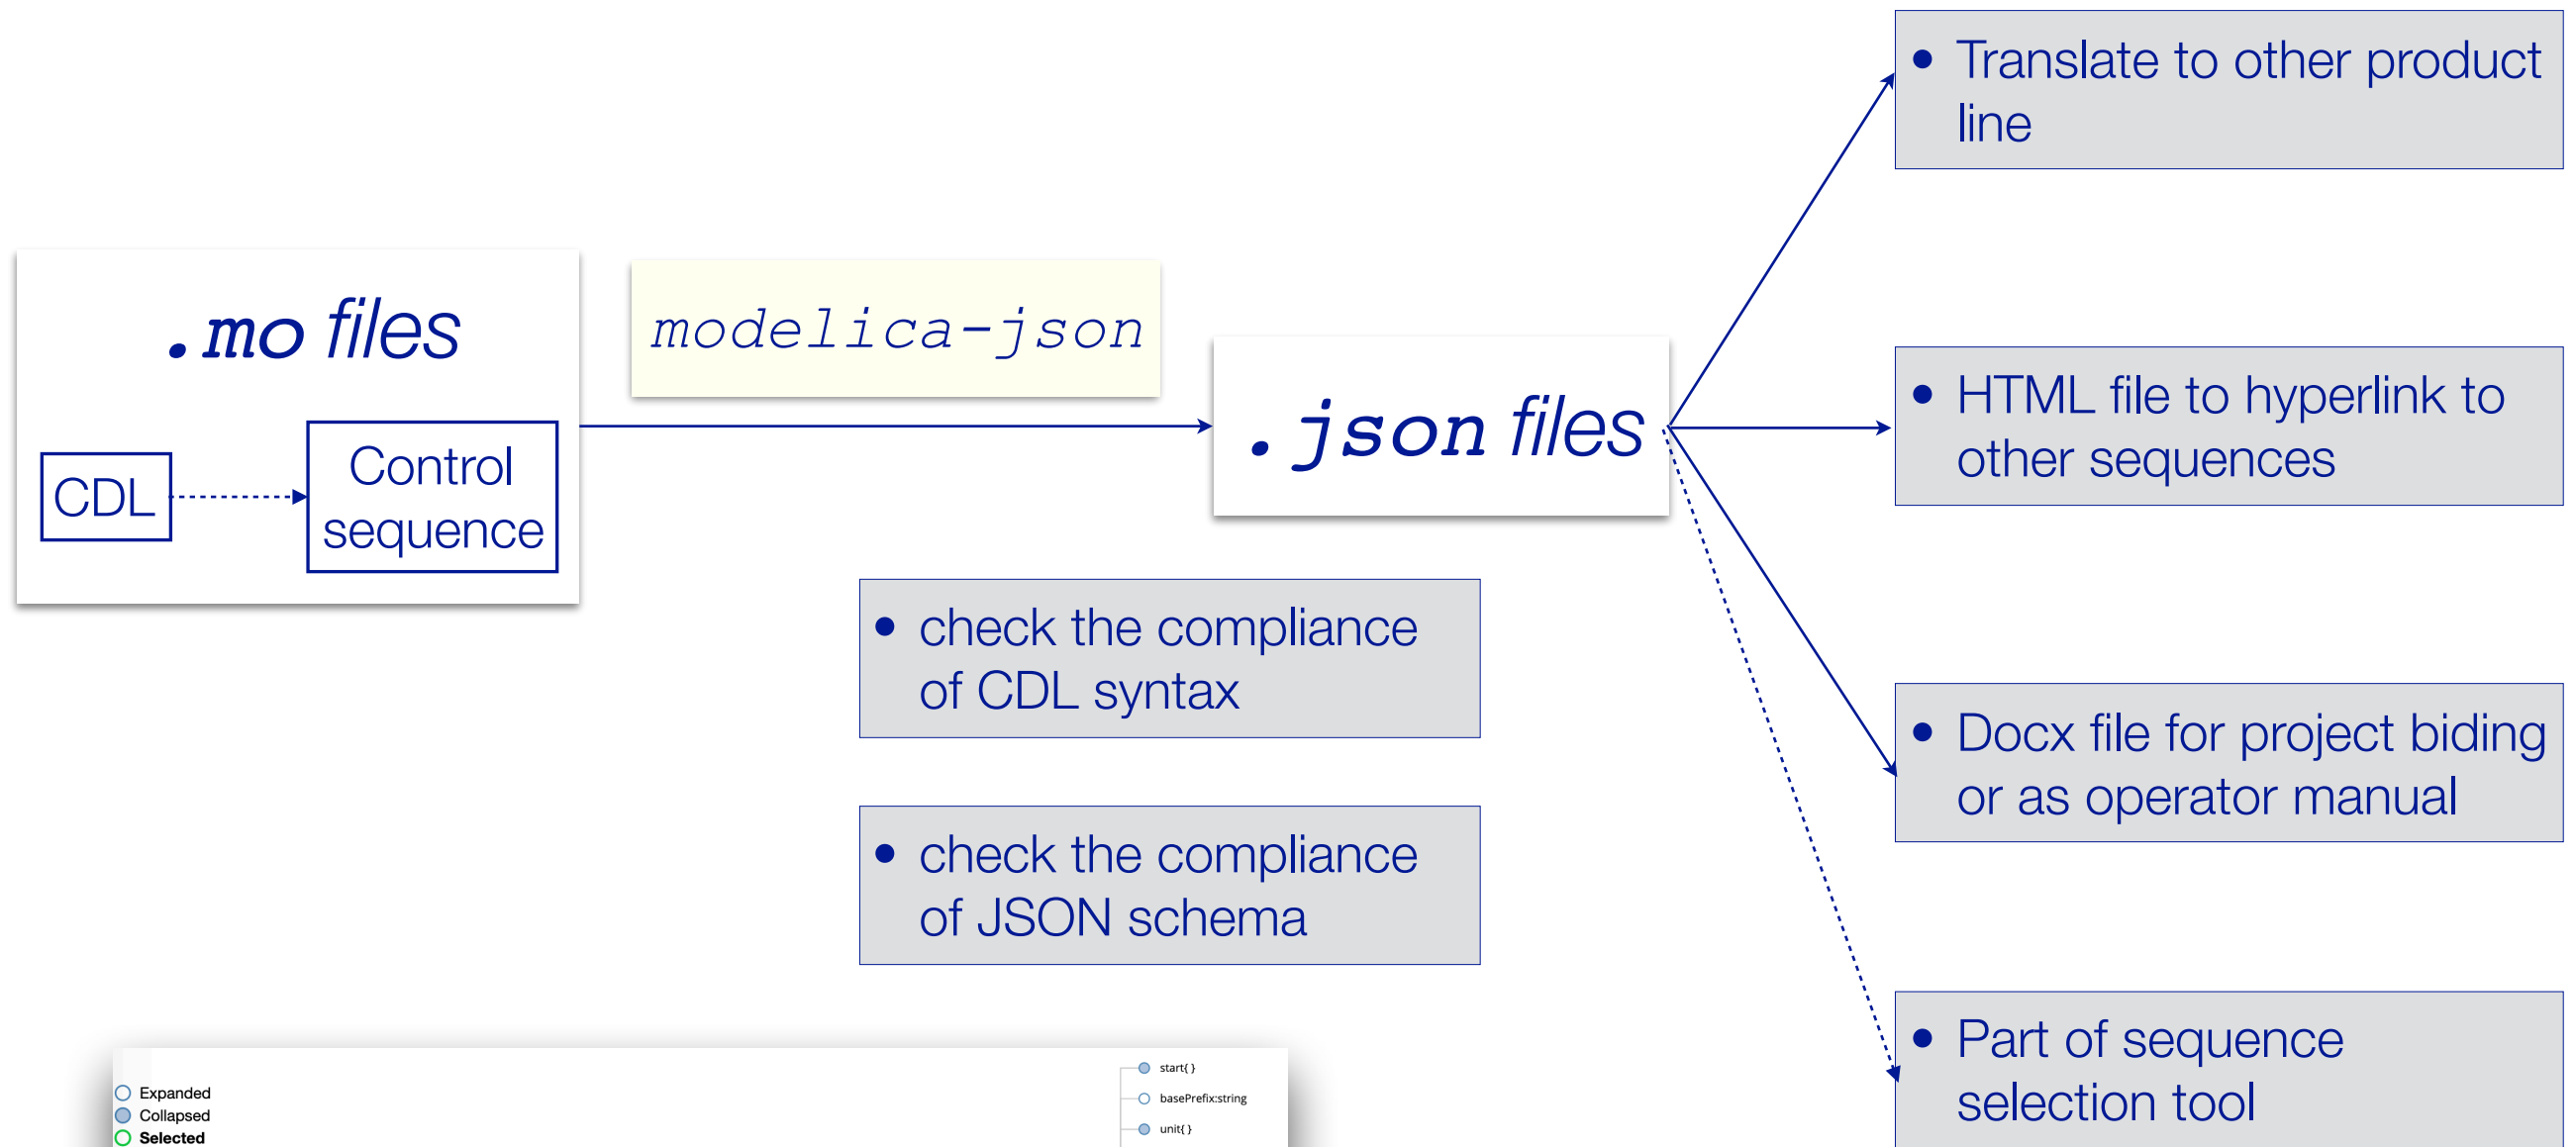 .mo files
CDL
Control
sequence
modelica-json
.json files
• check the compliance
of CDL syntax
• check the compliance
of JSON schema
• Translate to other product
line
• HTML file to hyperlink to
other sequences
• Docx file for project biding
or as operator manual
• Part of sequence
selection tool
Expanded
Collapsed
Selected
start{ }
basePrefix:string
unit{ }